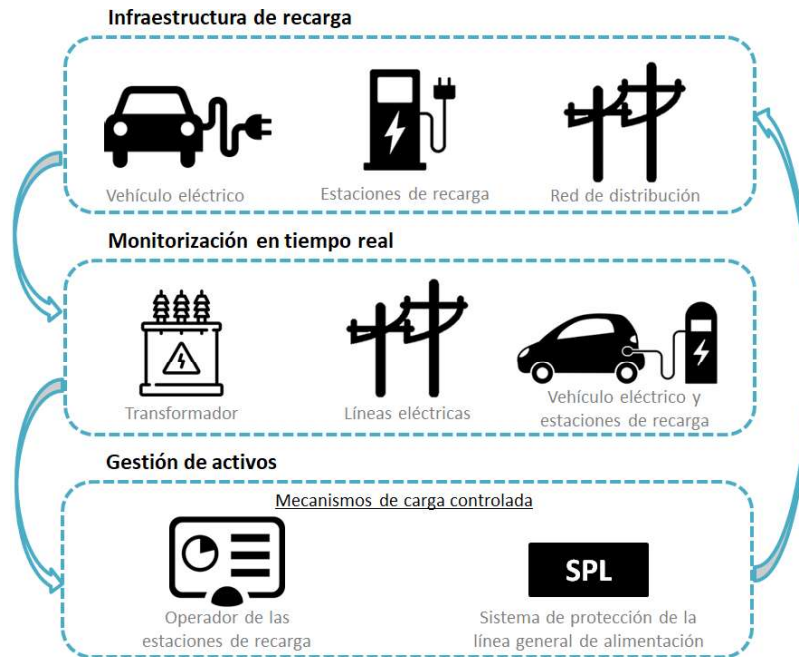 Infraestructura de recarga
Vehículo eléctrico
Estaciones de recarga
Red de distribución
Monitorización en tiempo real
Transformador
Líneas eléctricas
Vehículo eléctrico y
estaciones de recarga
Gestión de activos
Mecanismos de carga controlada
SPL
Operador de las
estaciones de recarga
Sistema de protección de la
línea general de alimentación